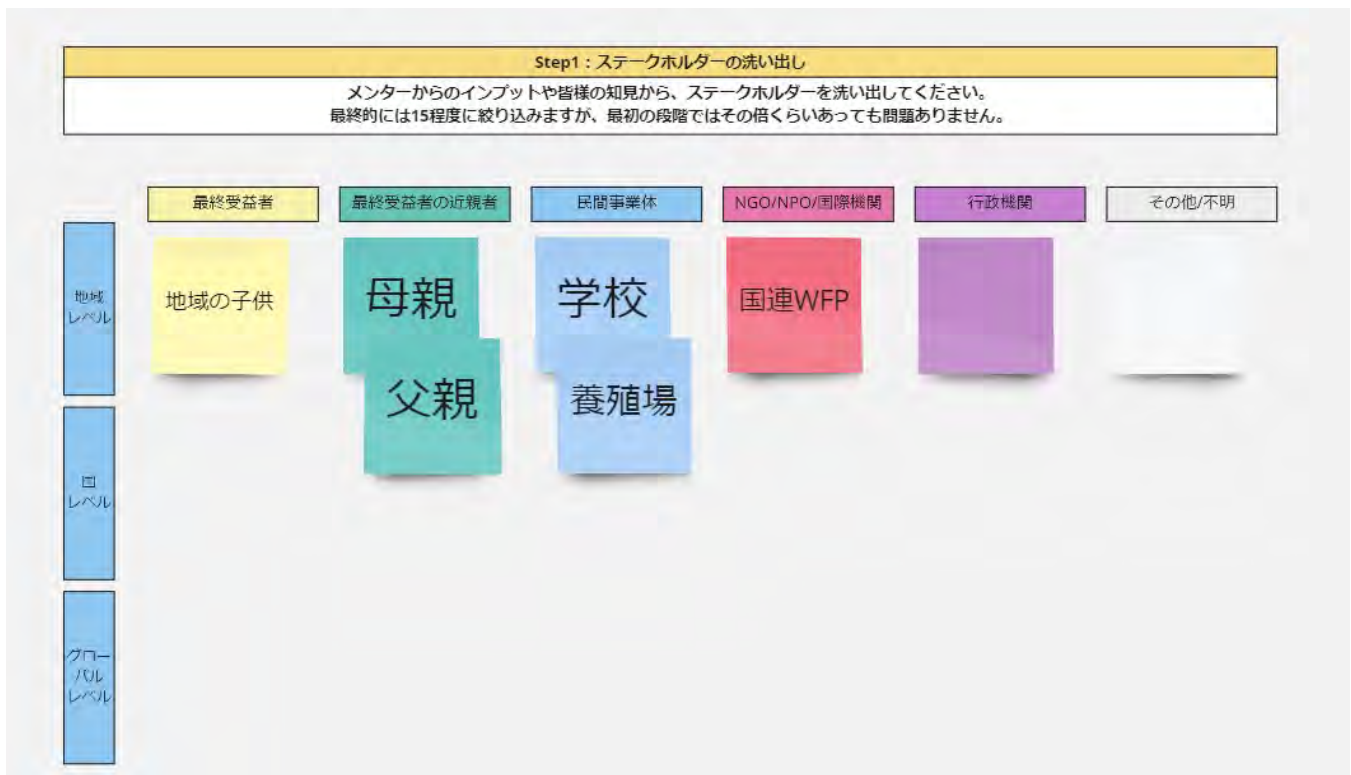 Step1：ステークホルダーの洗い出し
メンターからのインプットや皆様の知見から、ステークホルダーを洗い出してください。
最終的には15程度に絞り込みますが、最初の段階ではその倍くらいあっても問題ありません。
最終受益者
最終受益者の近親者
民間事業体
NGO/NPO/国際機関
行政機関
その他/不明
地域
レベル
地域の子供
母親
父親
学校
養殖場
国連WFP
国
レベル
グロー
バル
レベル